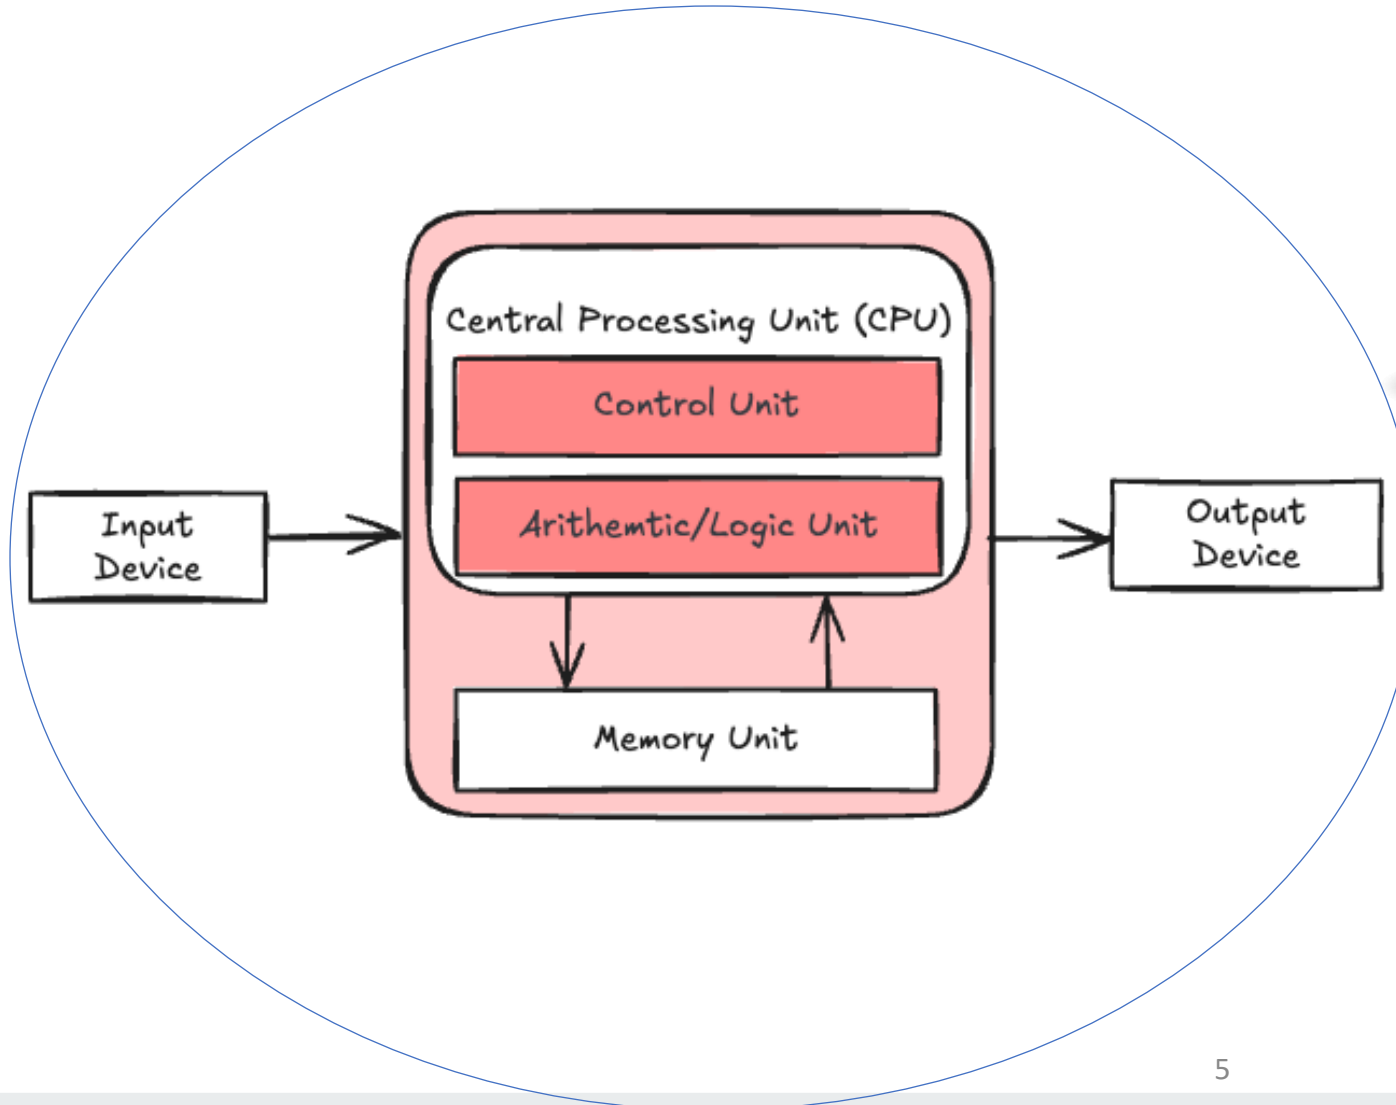 Central Processing Unit (CPU)
Control Unit
Arithemtic/Logic Unit
Input
Device
Output
Device
Memory Unit
5